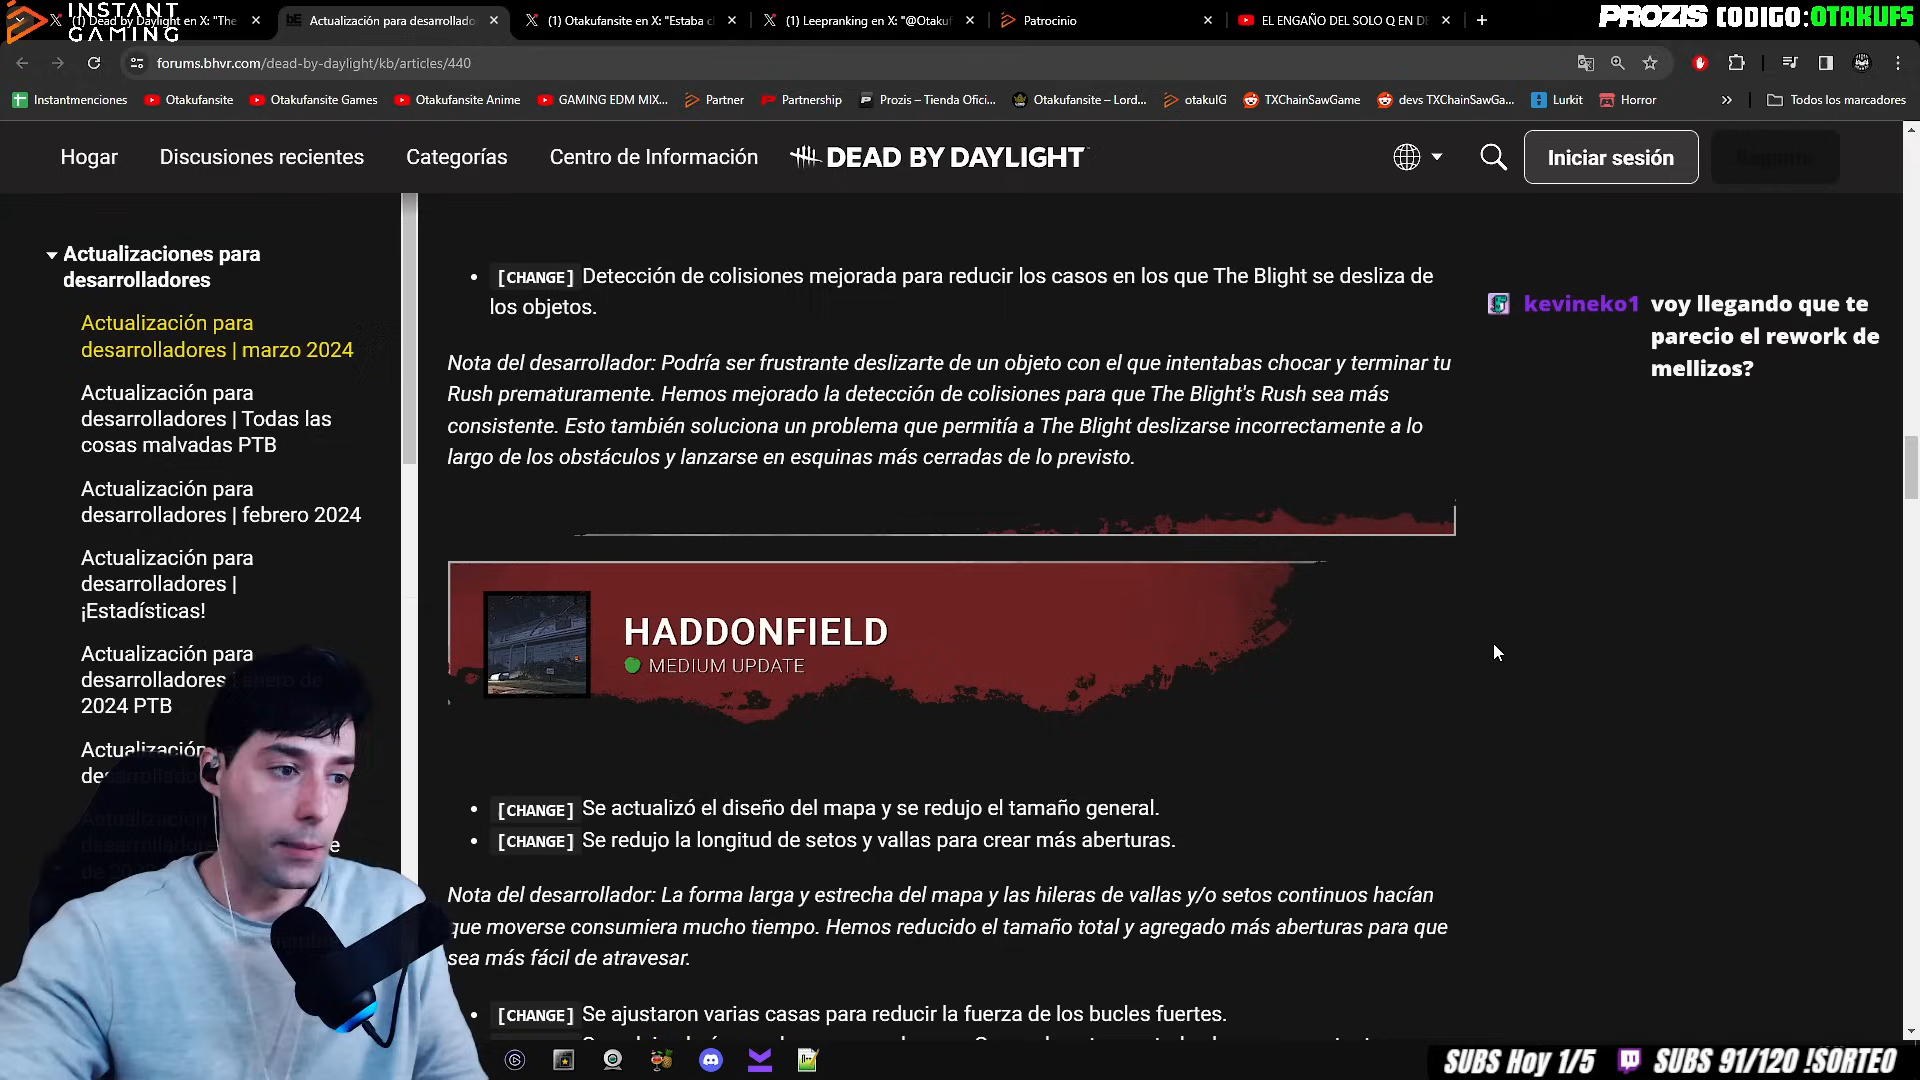 INSTANT GAMING
(1) Dead by Daylight en X: "The
Actualización para desarrollado
(1) Otakufansite en X: "Estaba c
(1) Leepranking en X: "@Otakuf
Patrocinio
EL ENGAÑO DEL SOLO Q EN DE
PROZIS CODIGO:OTAKUFS
forums.bhvr.com/dead-by-daylight/kb/articles/440
Instantmenciones
Otakufansite
Otakufansite Games
Otakufansite Anime
GAMING EDM MIX...
Partner
Partnership
Prozis – Tienda Ofici...
Otakufansite – Lord...
otakuIG
TXChainSawGame
devs TXChainSawGa...
Lurkit
Horror
Todos los marcadores
Hogar
Discusiones recientes
Categorías
Centro de Información
DEAD BY DAYLIGHT
Iniciar sesión
Actualizaciones para
desarrolladores
Actualización para
desarrolladores | marzo 2024
Actualización para
desarrolladores | Todas las
cosas malvadas PTB
Actualización para
desarrolladores | febrero 2024
Actualización para
desarrolladores |
¡Estadísticas!
Actualización para
desarrolladores | enero de
2024 PTB
Actualización
[CHANGE] Detección de colisiones mejorada para reducir los casos en los que The Blight se desliza de
los objetos.
Nota del desarrollador: Podría ser frustrante deslizarte de un objeto con el que intentabas chocar y terminar tu
Rush prematuramente. Hemos mejorado la detección de colisiones para que The Blight's Rush sea más
consistente. Esto también soluciona un problema que permitía a The Blight deslizarse incorrectamente a lo
largo de los obstáculos y lanzarse en esquinas más cerradas de lo previsto.
HADDONFIELD
MEDIUM UPDATE
[CHANGE] Se actualizó el diseño del mapa y se redujo el tamaño general.
[CHANGE] Se redujo la longitud de setos y vallas para crear más aberturas.
Nota del desarrollador: La forma larga y estrecha del mapa y las hileras de vallas y/o setos continuos hacían
que moverse consumiera mucho tiempo. Hemos reducido el tamaño total y agregado más aberturas para que
sea más fácil de atravesar.
[CHANGE] Se ajustaron varias casas para reducir la fuerza de los bucles fuertes.
kevineko1 voy llegando que te
parecio el rework de
mellizos?
SUBS Hoy 1/5
SUBS 91/120 !SORTEO